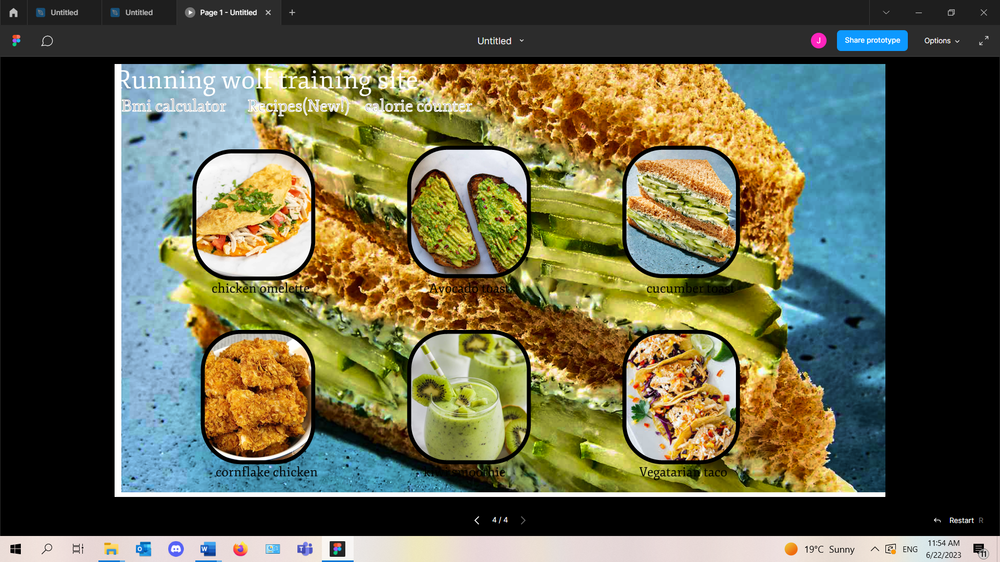 Untitled
Untitled
Page 1 - Untitled
Untitled
J
Share prototype
Options
Running wolf training site
Bmi calculator Recipes(New!) calorie counter
chicken omelette
Avocado toast
cucumber toast
cornflake chicken
kiwi smoothie
Vegatarian taco
4 / 4
Restart R
19°C Sunny
ENG
11:54 AM
6/22/2023
11